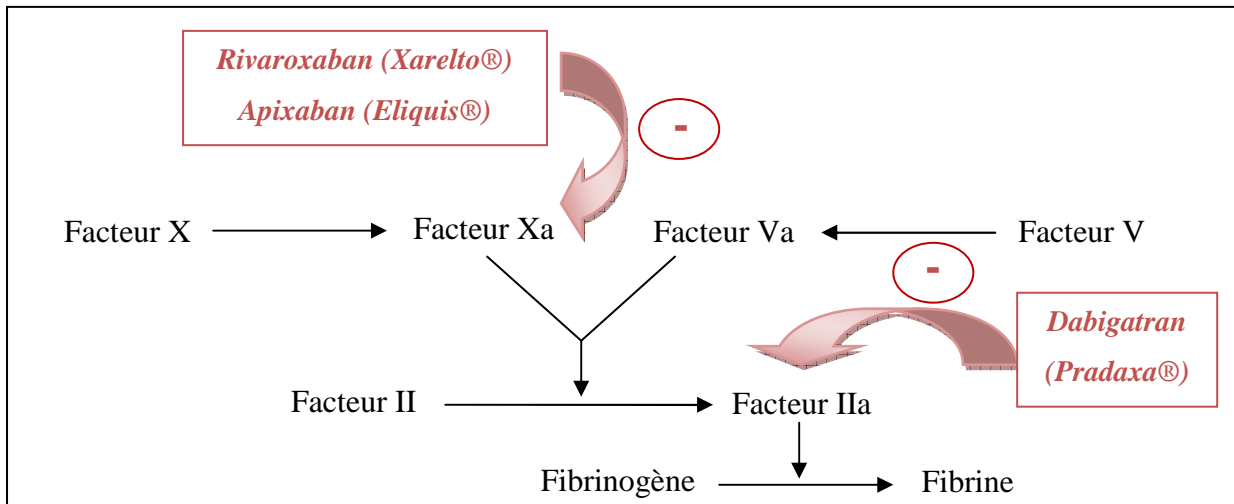 Rivaroxaban (Xarelto®)
Apixaban (Eliquis®)
-
Facteur X
Facteur Xa
Facteur Va
Facteur V
-
Dabigatran
(Pradaxa®)
Facteur II
Facteur IIa
Fibrinogène
Fibrine